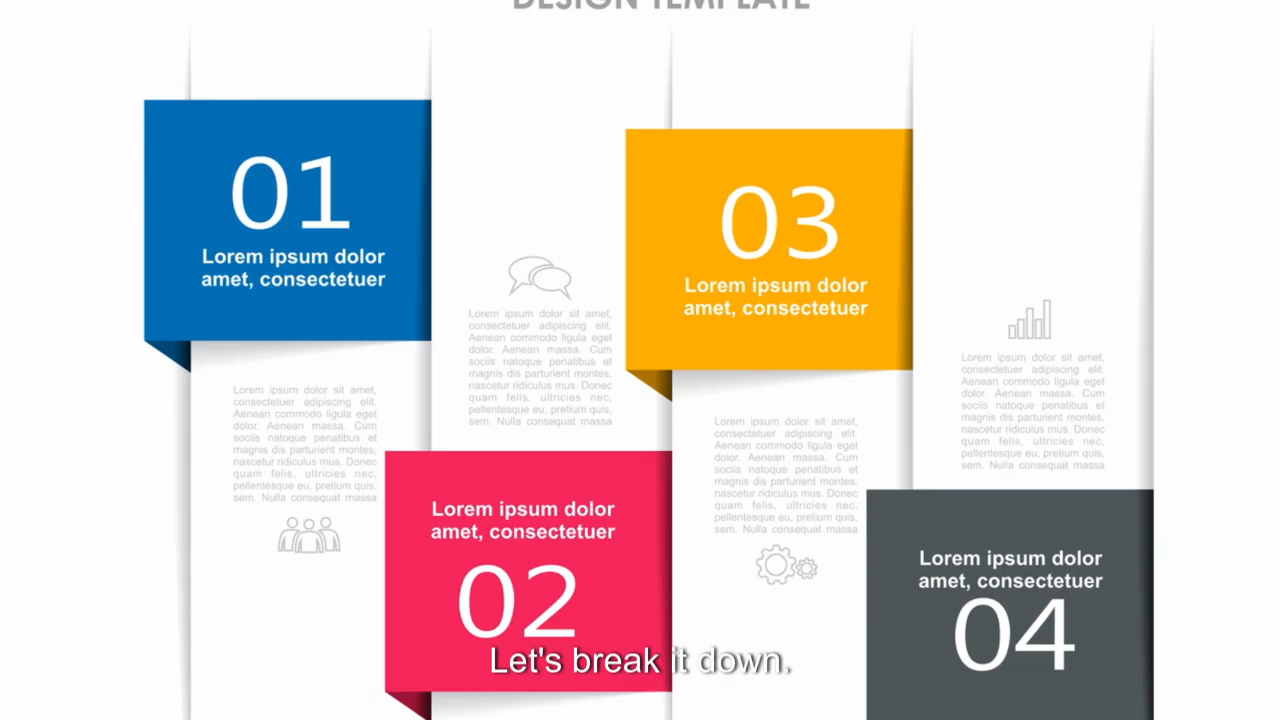 DESIGN TEMPLATE
01
Lorem ipsum dolor
amet, consectetuer
Lorem ipsum dolor sit amet,
consectetuer adipiscing elit.
Aenean commodo ligula eget
dolor. Aenean massa. Cum
sociis natoque penatibus et
magnis dis parturient montes,
nascetur ridiculus mus. Donec
quam felis, ultricies nec,
pellentesque eu, pretium quis,
sem. Nulla consequat massa
Lorem ipsum dolor sit amet,
consectetuer adipiscing elit.
Aenean commodo ligula eget
dolor. Aenean massa. Cum
sociis natoque penatibus et
magnis dis parturient montes,
nascetur ridiculus mus. Donec
quam felis, ultricies nec,
pellentesque eu, pretium quis,
sem. Nulla consequat massa
Lorem ipsum dolor
amet, consectetuer
02
03
Lorem ipsum dolor
amet, consectetuer
Lorem ipsum dolor sit amet,
consectetuer adipiscing elit.
Aenean commodo ligula eget
dolor. Aenean massa. Cum
sociis natoque penatibus et
magnis dis parturient montes,
nascetur ridiculus mus. Donec
quam felis, ultricies nec,
pellentesque eu, pretium quis,
sem. Nulla consequat massa
Lorem ipsum dolor sit amet,
consectetuer adipiscing elit.
Aenean commodo ligula eget
dolor. Aenean massa. Cum
sociis natoque penatibus et
magnis dis parturient montes,
nascetur ridiculus mus. Donec
quam felis, ultricies nec,
pellentesque eu, pretium quis,
sem. Nulla consequat massa
Lorem ipsum dolor
amet, consectetuer
04
Let's break it down.